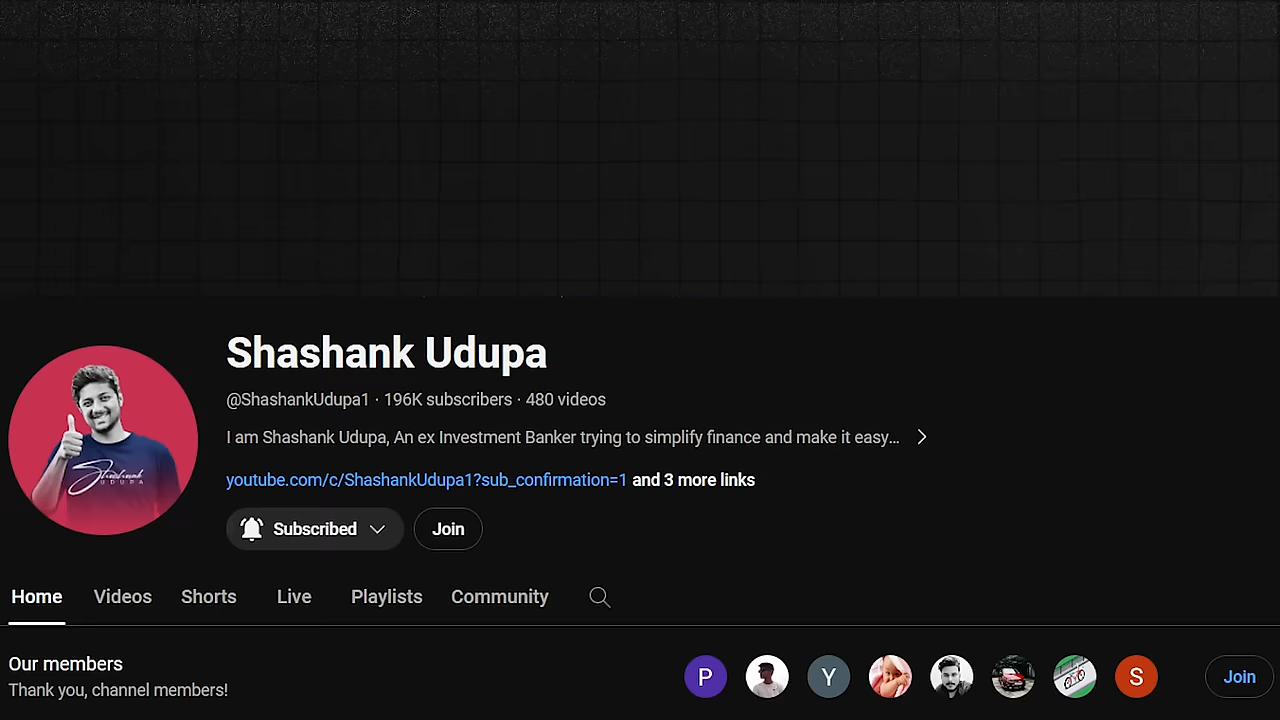 Shashank Udupa
@ShashankUdupa1 · 196K subscribers · 480 videos
I am Shashank Udupa, An ex Investment Banker trying to simplify finance and make it easy...
youtube.com/c/ShashankUdupa1?sub_confirmation=1 and 3 more links
Shashank
UDUPA
Subscribed Join
Home Videos Shorts Live Playlists Community
Our members
Thank you, channel members!
P Y S Join